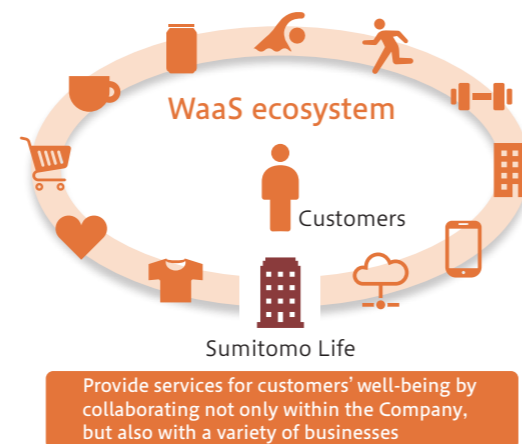 WaaS ecosystem
Customers
Sumitomo Life
Provide services for customers' well-being by
collaborating not only within the Company,
but also with a variety of businesses